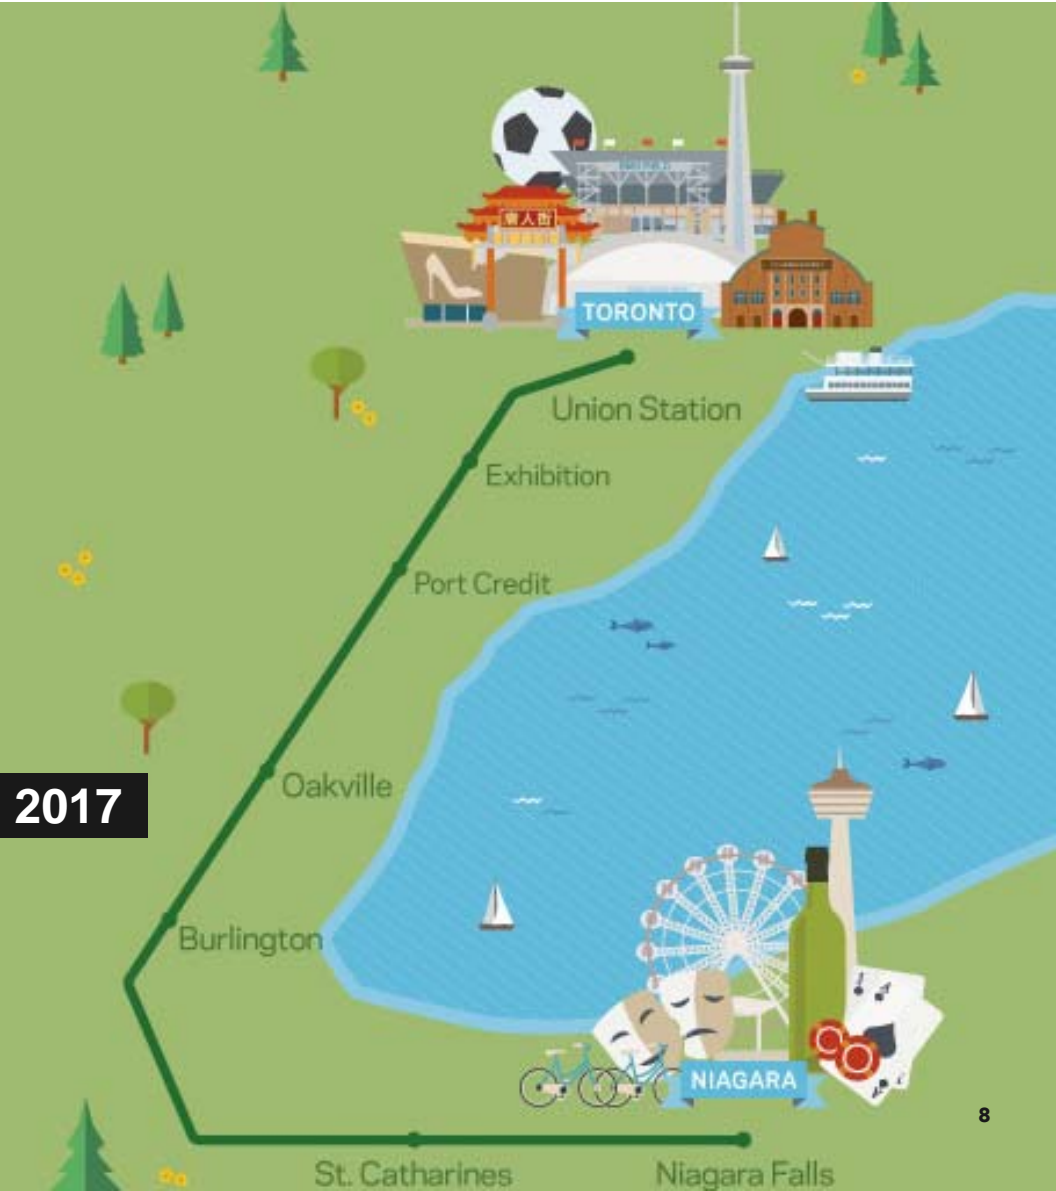 TORONTO
Union Station
Exhibition
Port Credit
Oakville
2017
Burlington
NIAGARA
8
St. Catharines
Niagara Falls